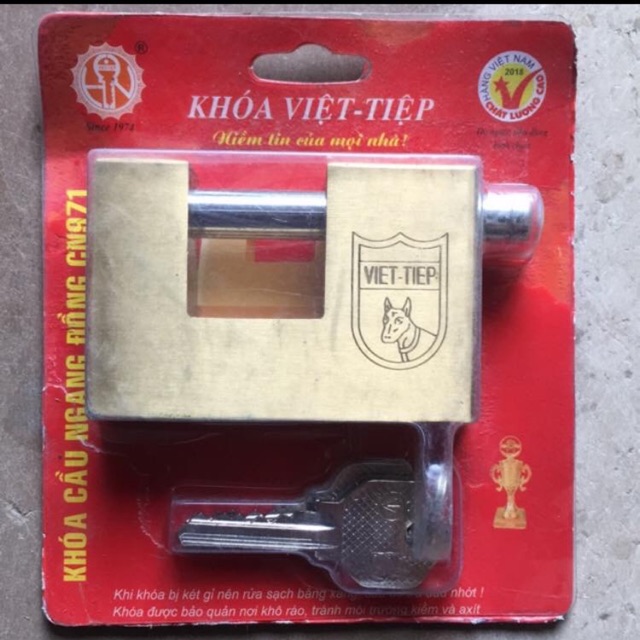 ®
Since 1974
KHÓA VIỆT-TIỆP
Niềm tin của mọi nhà!
HÀNG VIỆT NAM
2018
CHẤT LƯỢNG CAO
VIET-TIEP
KHÓA CẦU NGANG ĐỒNG CN971
Khi khóa bị két gỉ nên rửa sạch bằng xăng nhớt !
Khóa được bảo quản nơi khô ráo, tránh môi trường kiềm và axít